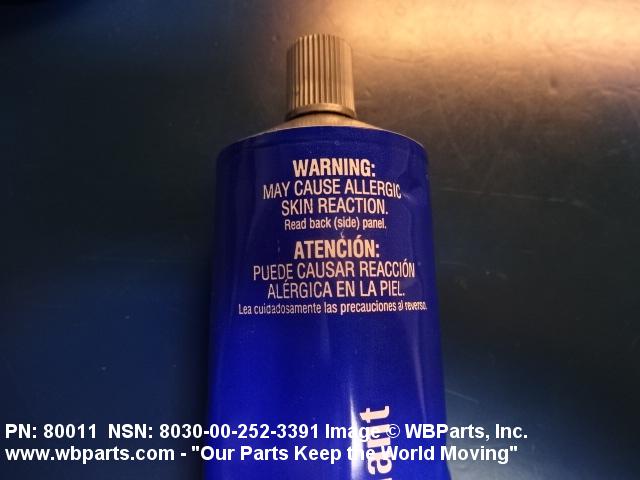 WARNING:
MAY CAUSE ALLERGIC
SKIN REACTION.
Read back (side) panel.
ATENCIÓN:
PUEDE CAUSAR REACCIÓN
ALÉRGICA EN LA PIEL.
Lea cuidadosamente las precauciones al reverso.
PN: 80011 NSN: 8030-00-252-3391 Image © WBParts, Inc.
www.wbparts.com - "Our Parts Keep the World Moving"